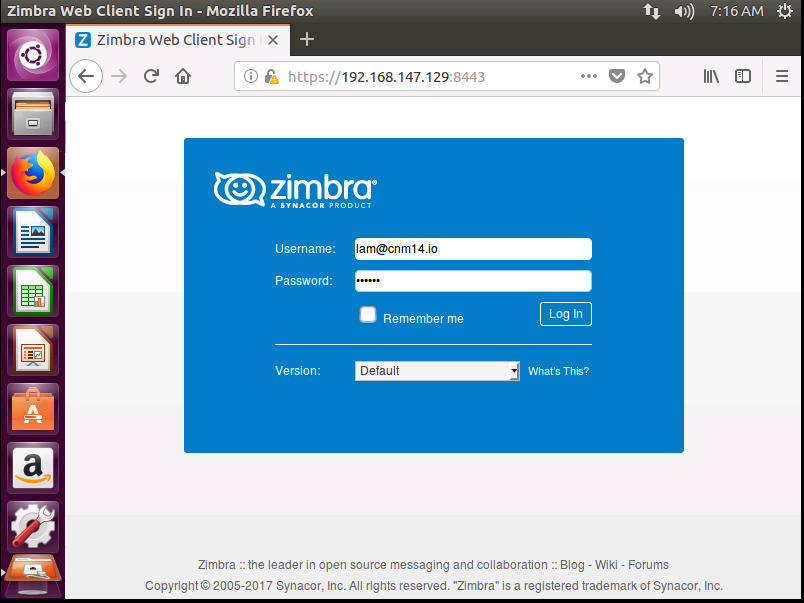 Zimbra Web Client Sign In - Mozilla Firefox
7:16 AM
Zimbra Web Client Sign
https://192.168.147.129:8443
zimbra®
A SYNACOR PRODUCT
Username: lam@cnm14.io
Password: ••••••
Remember me
Log In
Version: Default What's This?
Zimbra :: the leader in open source messaging and collaboration :: Blog - Wiki - Forums
Copyright © 2005-2017 Synacor, Inc. All rights reserved. "Zimbra" is a registered trademark of Synacor, Inc.